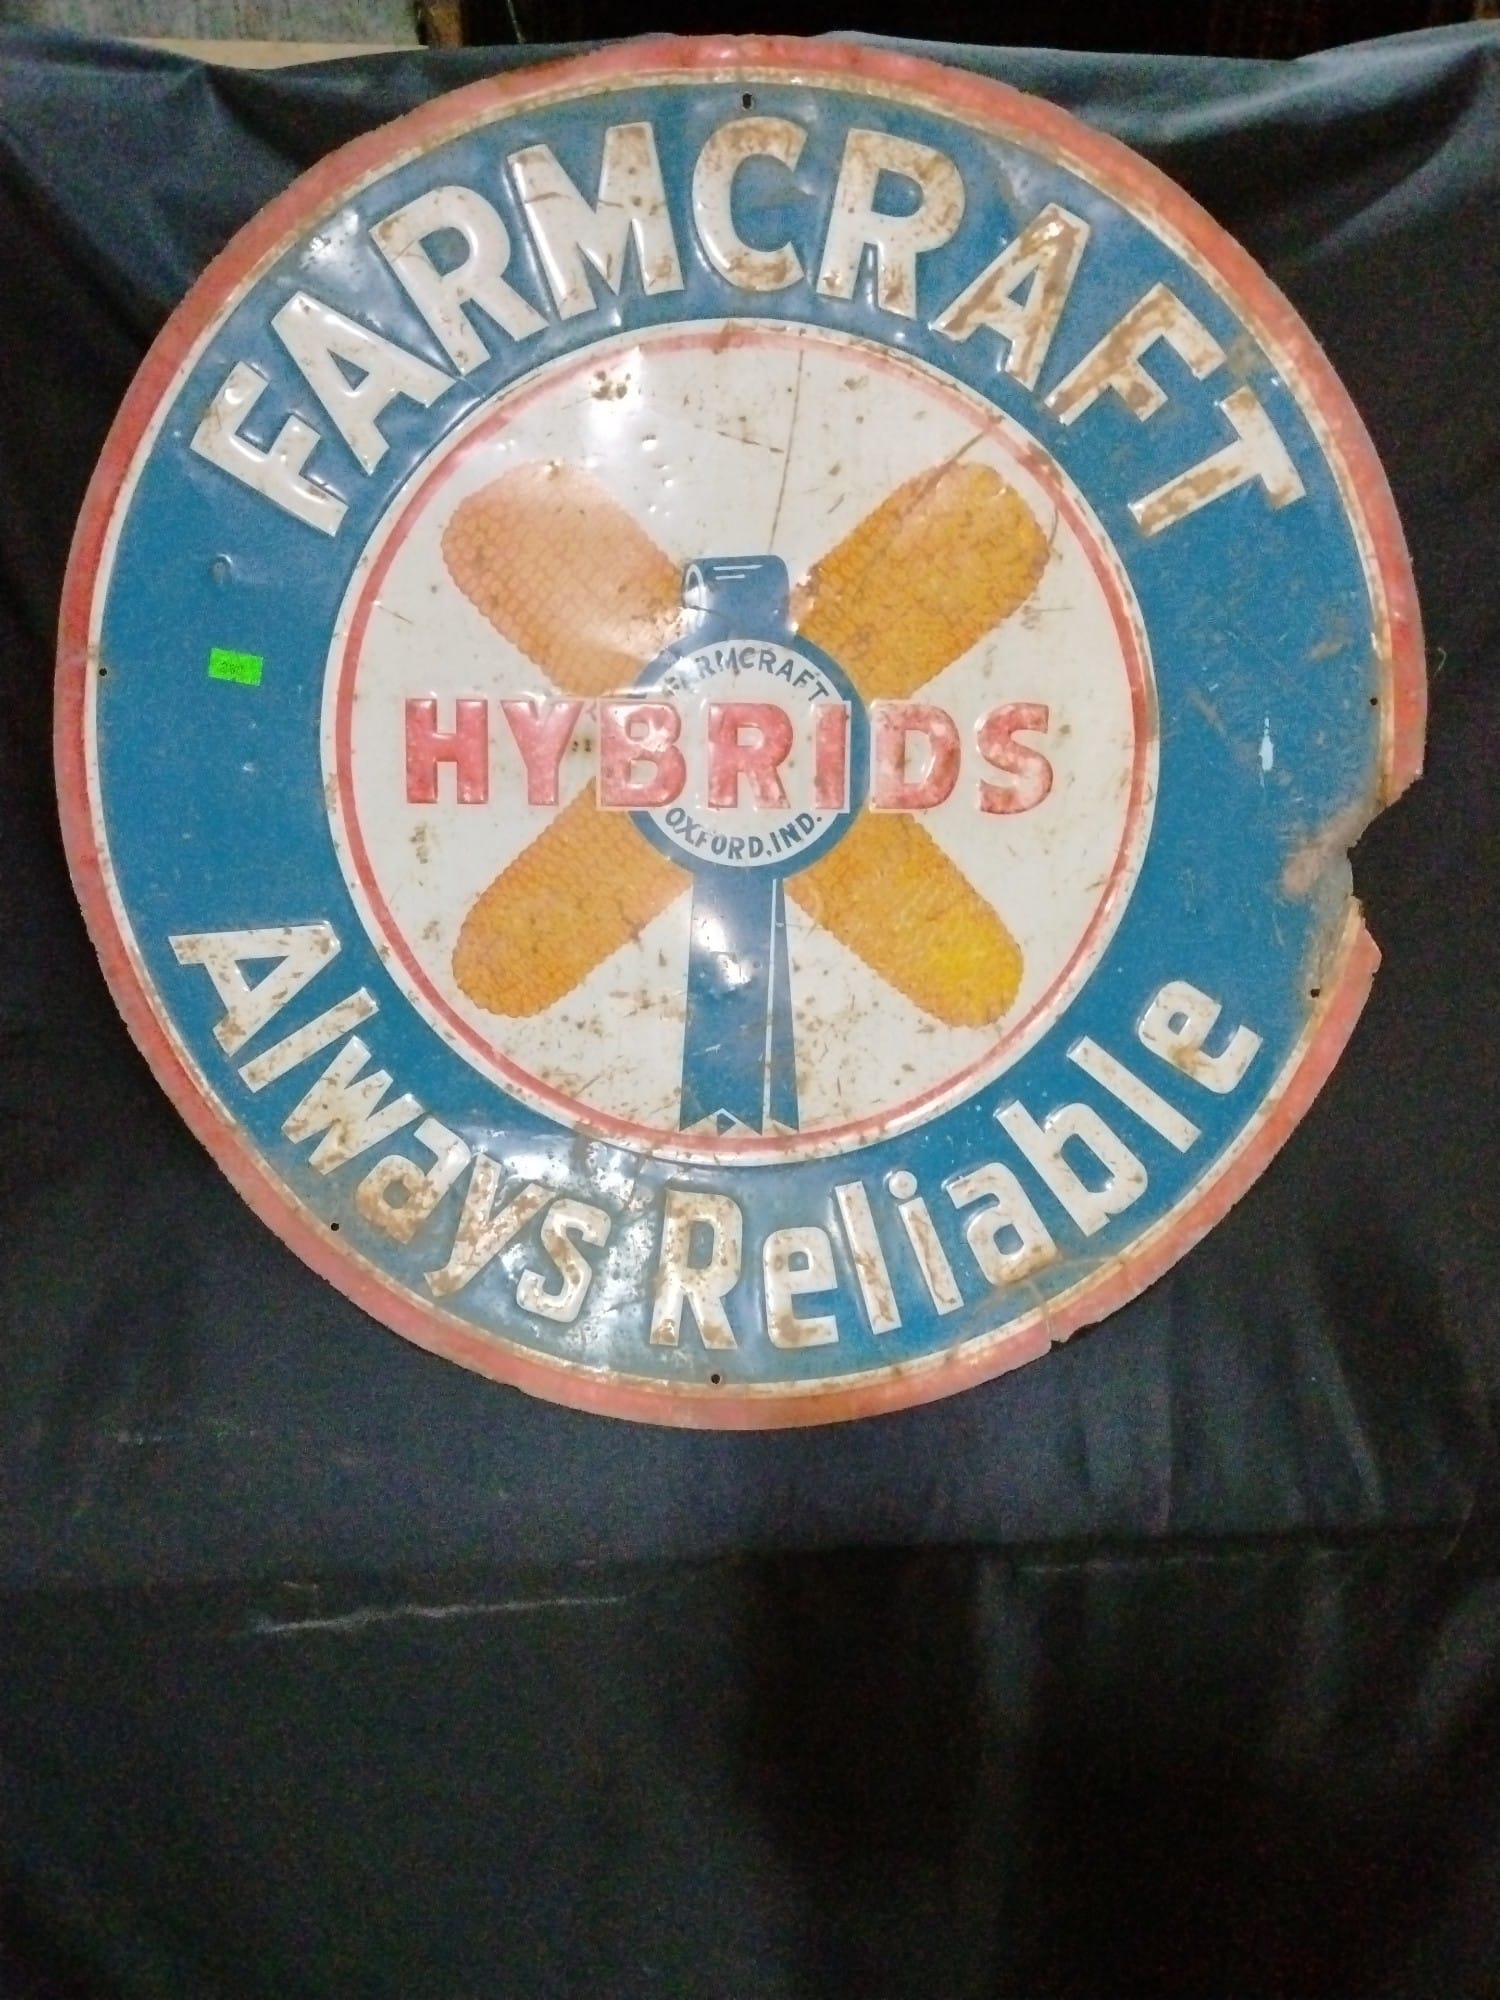 FARMCRAFT
FARMCRAFT
HYBRIDS
OXFORD, IND.
Always Reliable